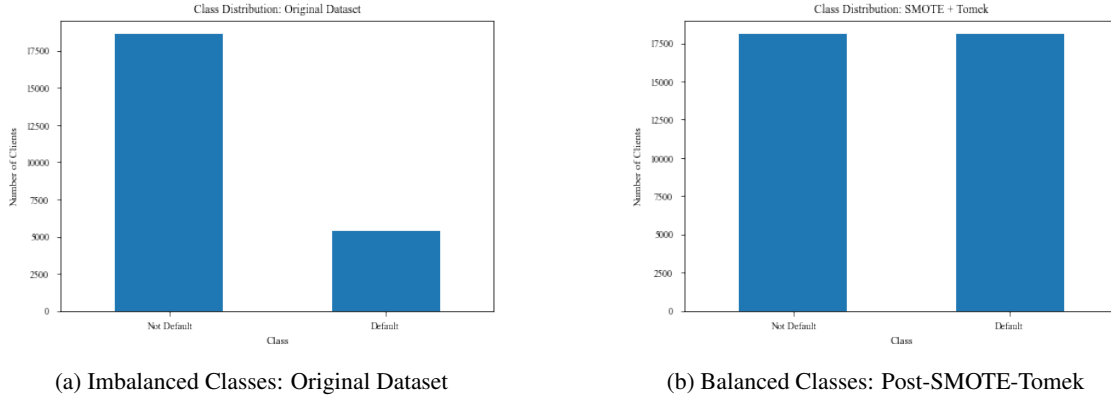 Class Distribution: Original Dataset
17500
15000
12500
10000
7500
5000
2500
0
Number of Clients
Not Default
Default
Class
(a) Imbalanced Classes: Original Dataset
Class Distribution: SMOTE + Tomek
17500
15000
12500
10000
7500
5000
2500
0
Number of Clients
Not Default
Default
Class
(b) Balanced Classes: Post-SMOTE-Tomek